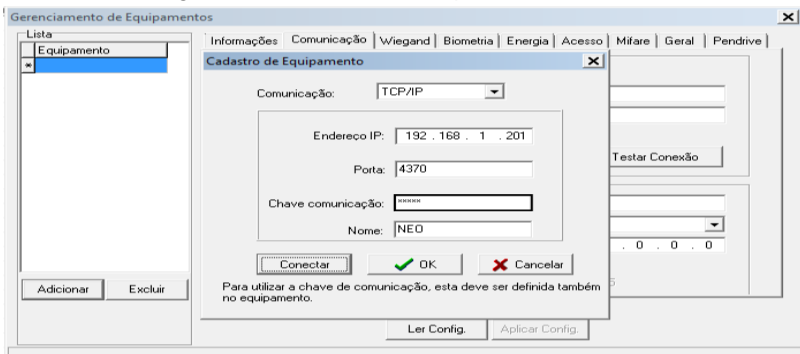 Gerenciamento de Equipamentos
Lista
Equipamento
Informações Comunicação Wiegand Biometria Energia Acesso Mifare Geral Pendrive
Cadastro de Equipamento
Comunicação: TCP/IP
Endereço IP: 192 . 168 . 1 . 201
Porta: 4370
Testar Conexão
Chave comunicação: *****
Nome: NEO
. 0 . 0 . 0
Conectar OK Cancelar
Adicionar Excluir
Para utilizar a chave de comunicação, esta deve ser definida também
no equipamento.
Ler Config. Aplicar Config.